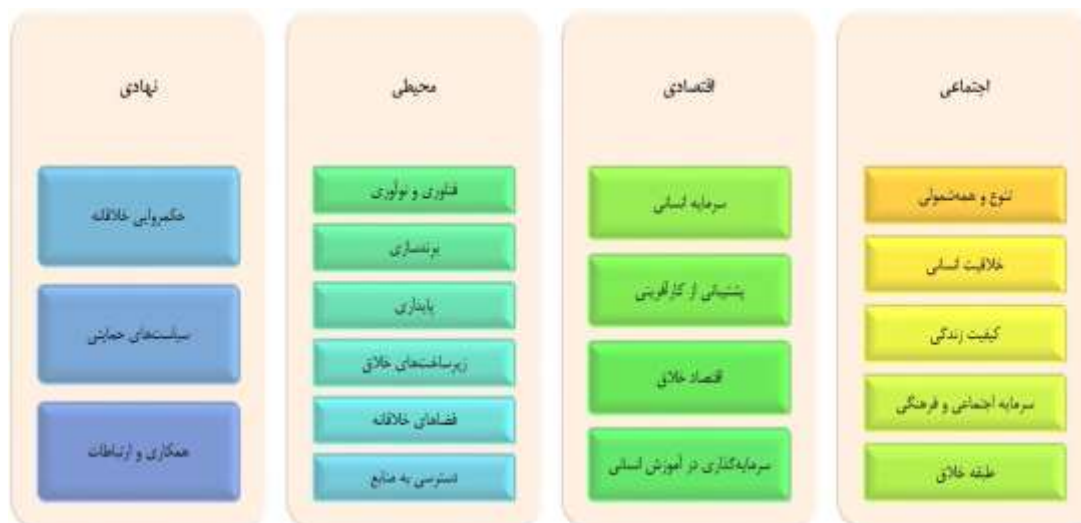 اجتماعی
تنوع و همه‌شمولی
خلاقیت انسانی
کیفیت زندگی
سرمایه اجتماعی و فرهنگی
طبقه خلاق
اقتصادی
سرمایه انسانی
پشتیبانی از کارآفرینی
اقتصاد خلاق
سرمایه‌گذاری در آموزش انسانی
محیطی
فناوری و نوآوری
برندسازی
پایداری
زیرساخت‌های خلاق
فضاهای خلاقانه
دسترسی به منابع
نهادی
حکمروایی خلاقانه
سیاست‌های حمایتی
همکاری و ارتباطات